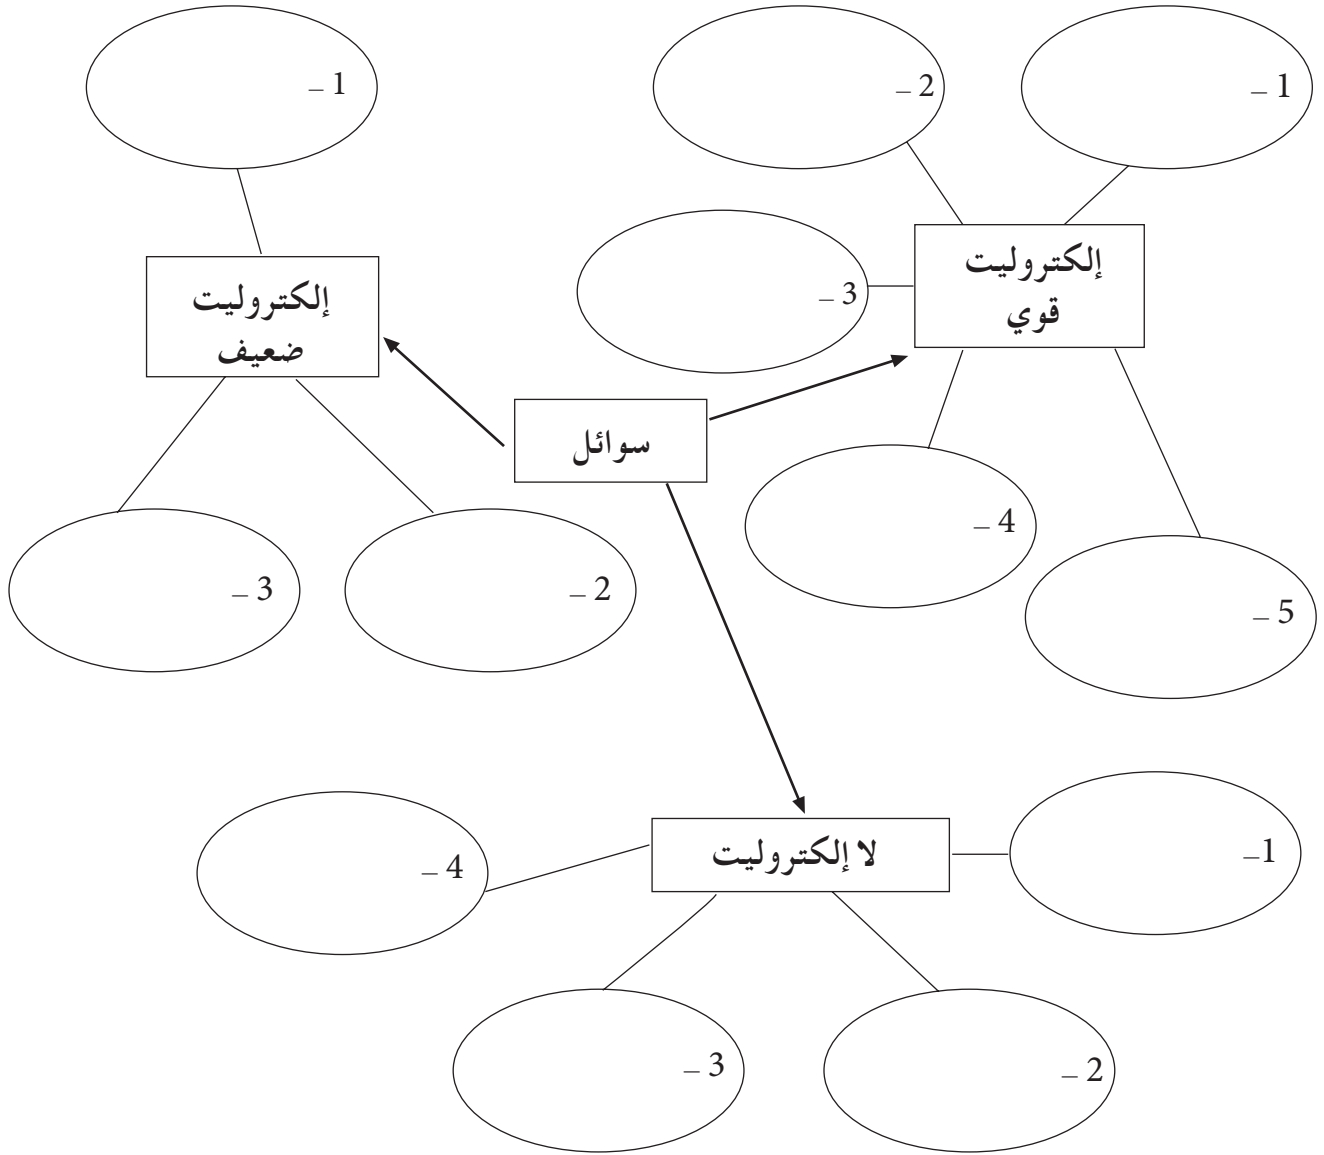 1 –
2 –
1 –
إلكتروليت
قوي
3 –
إلكتروليت
ضعيف
سوائل
4 –
5 –
2 –
3 –
لا إلكتروليت
1–
4 –
2 –
3 –